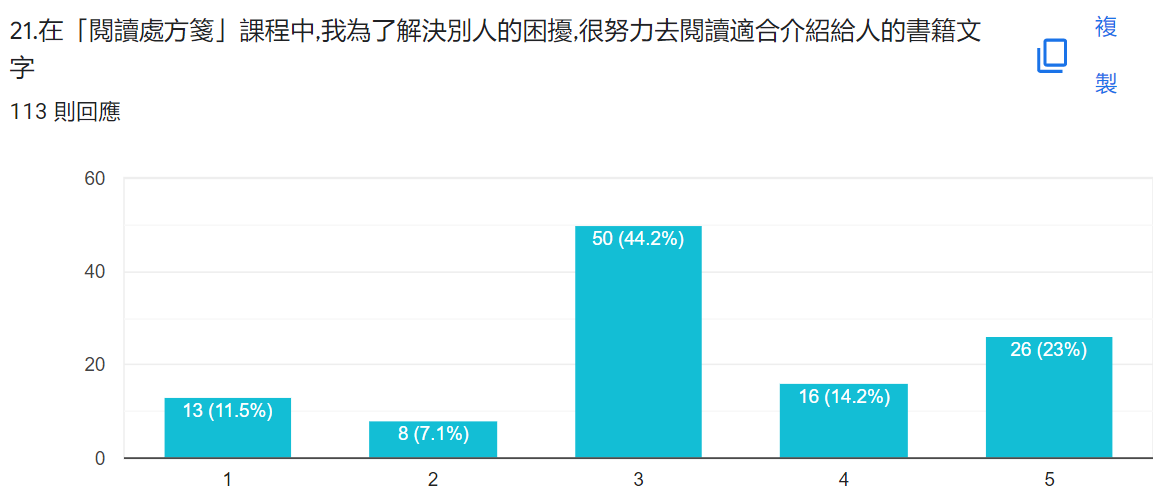 21.在「閱讀處方箋」課程中,我為了解決別人的困擾,很努力去閱讀適合介紹給人的書籍文
字
複
製
113 則回應
60
40
20
0
13 (11.5%)
8 (7.1%)
50 (44.2%)
16 (14.2%)
26 (23%)
1
2
3
4
5